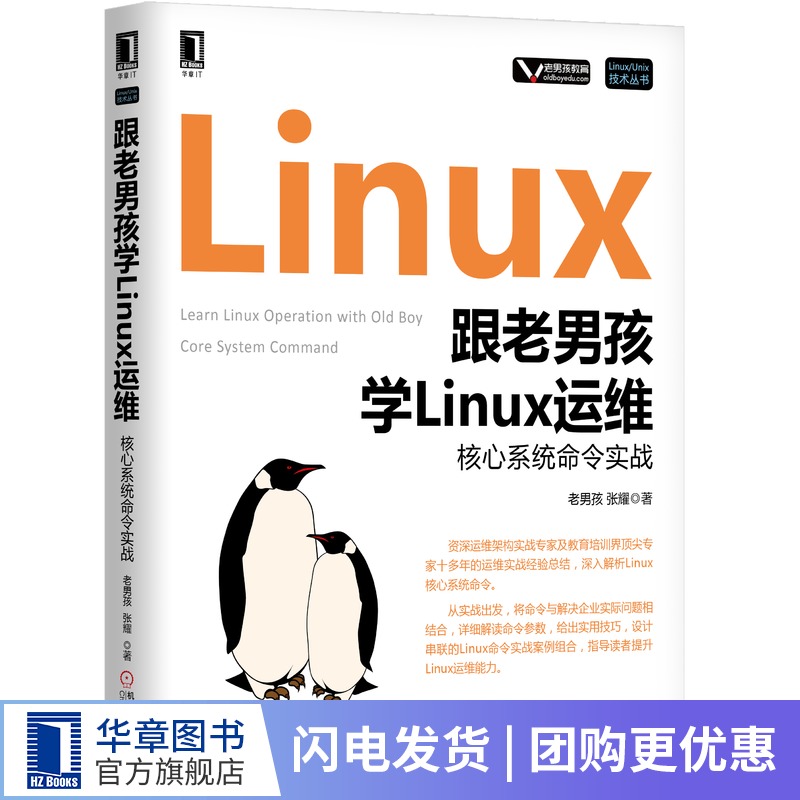 HZ BOOKS
华章IT
Linux/Unix
技术丛书
跟老男孩学Linux运维
核心系统命令实战
老男孩 张耀 ◎著
HZ BOOKS
华章IT
老男孩教育
oldboyedu.com
Linux/Unix
技术丛书
Linux
Learn Linux Operation with Old Boy
Core System Command
跟老男孩
学Linux运维
核心系统命令实战
老男孩 张耀◎著
资深运维架构实战专家及教育培训界顶尖专
家十多年的运维实战经验总结，深入解析Linux
核心系统命令。
从实战出发，将命令与解决企业实际问题相
结合，详细解读命令参数，给出实用技巧，设计
串联的Linux命令实战案例组合，指导读者提升
Linux运维能力。
HZ BOOKS
华章图书
官方旗舰店
闪电发货
团购更优惠